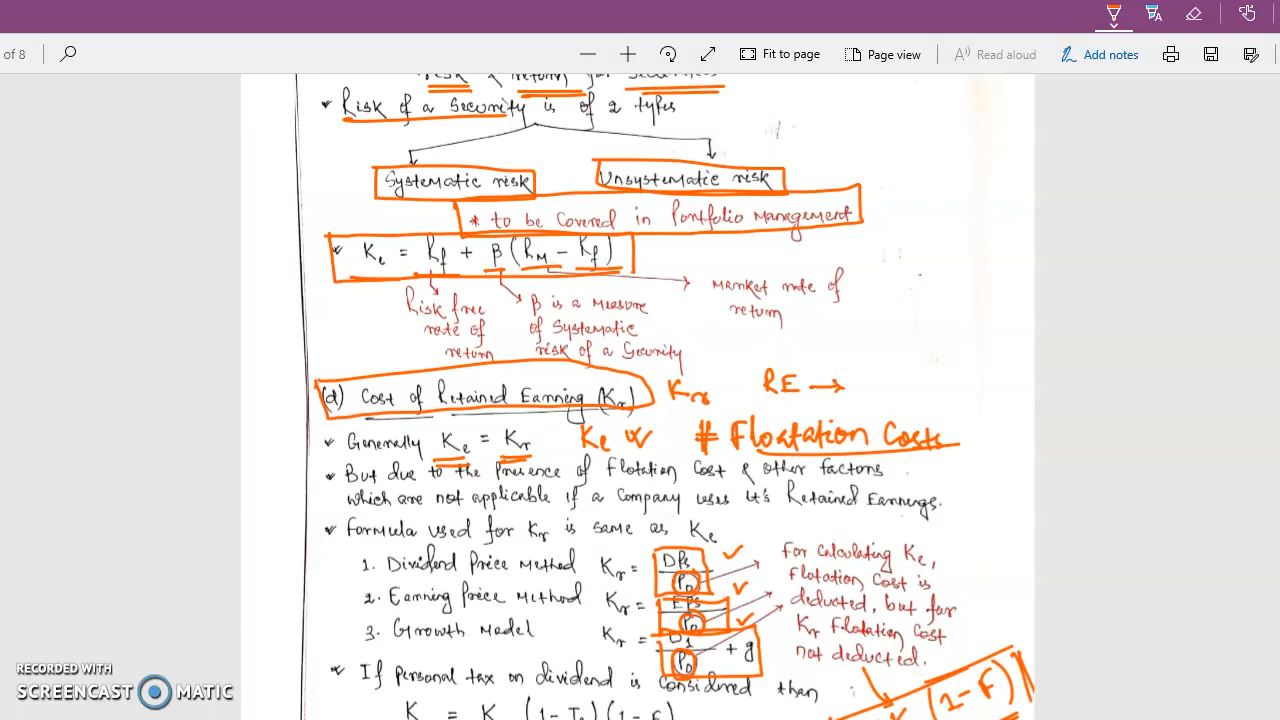 of 8
Fit to page
Page view
Read aloud
Add notes
risk & return for securities
Risk of a Security is of 2 types
Systematic risk
Unsystematic risk
* to be Covered in Portfolio Management
Ke = Rf + β (RM - Rf)
Risk free rate of return
β is a Measure of Systematic risk of a Security
Market rate of return
(d) Cost of Retained Earning (Kr)
Kr
RE →
Generally Ke = Kr
Ke
# Floatation Costs
But due to the presence of Flotation Cost & other factors
which are not applicable if a Company uses it's Retained Earnings.
Formula used for Kr is same as Ke
1. Dividend Price Method Kr = DPS / P0
2. Earning Price Method Kr = EPS / P0
3. Growth Model Kr = D1 / P0 + g
For calculating Ke,
Flotation Cost is
deducted, but for
Kr Flotation Cost
not deducted.
If personal tax on dividend is considered than
(1-F)
RECORDED WITH
SCREENCAST MATIC